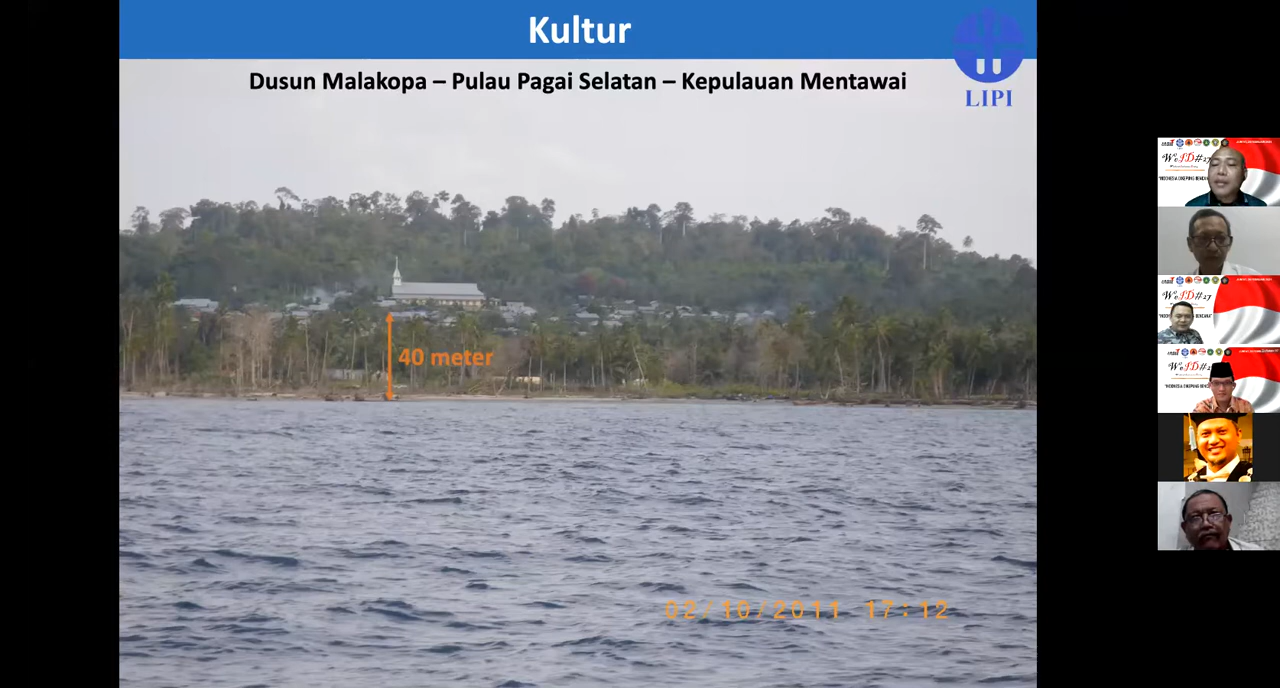 Kultur
Dusun Malakopa – Pulau Pagai Selatan – Kepulauan Mentawai
LIPI
40 meter
02/10/2011 17:12